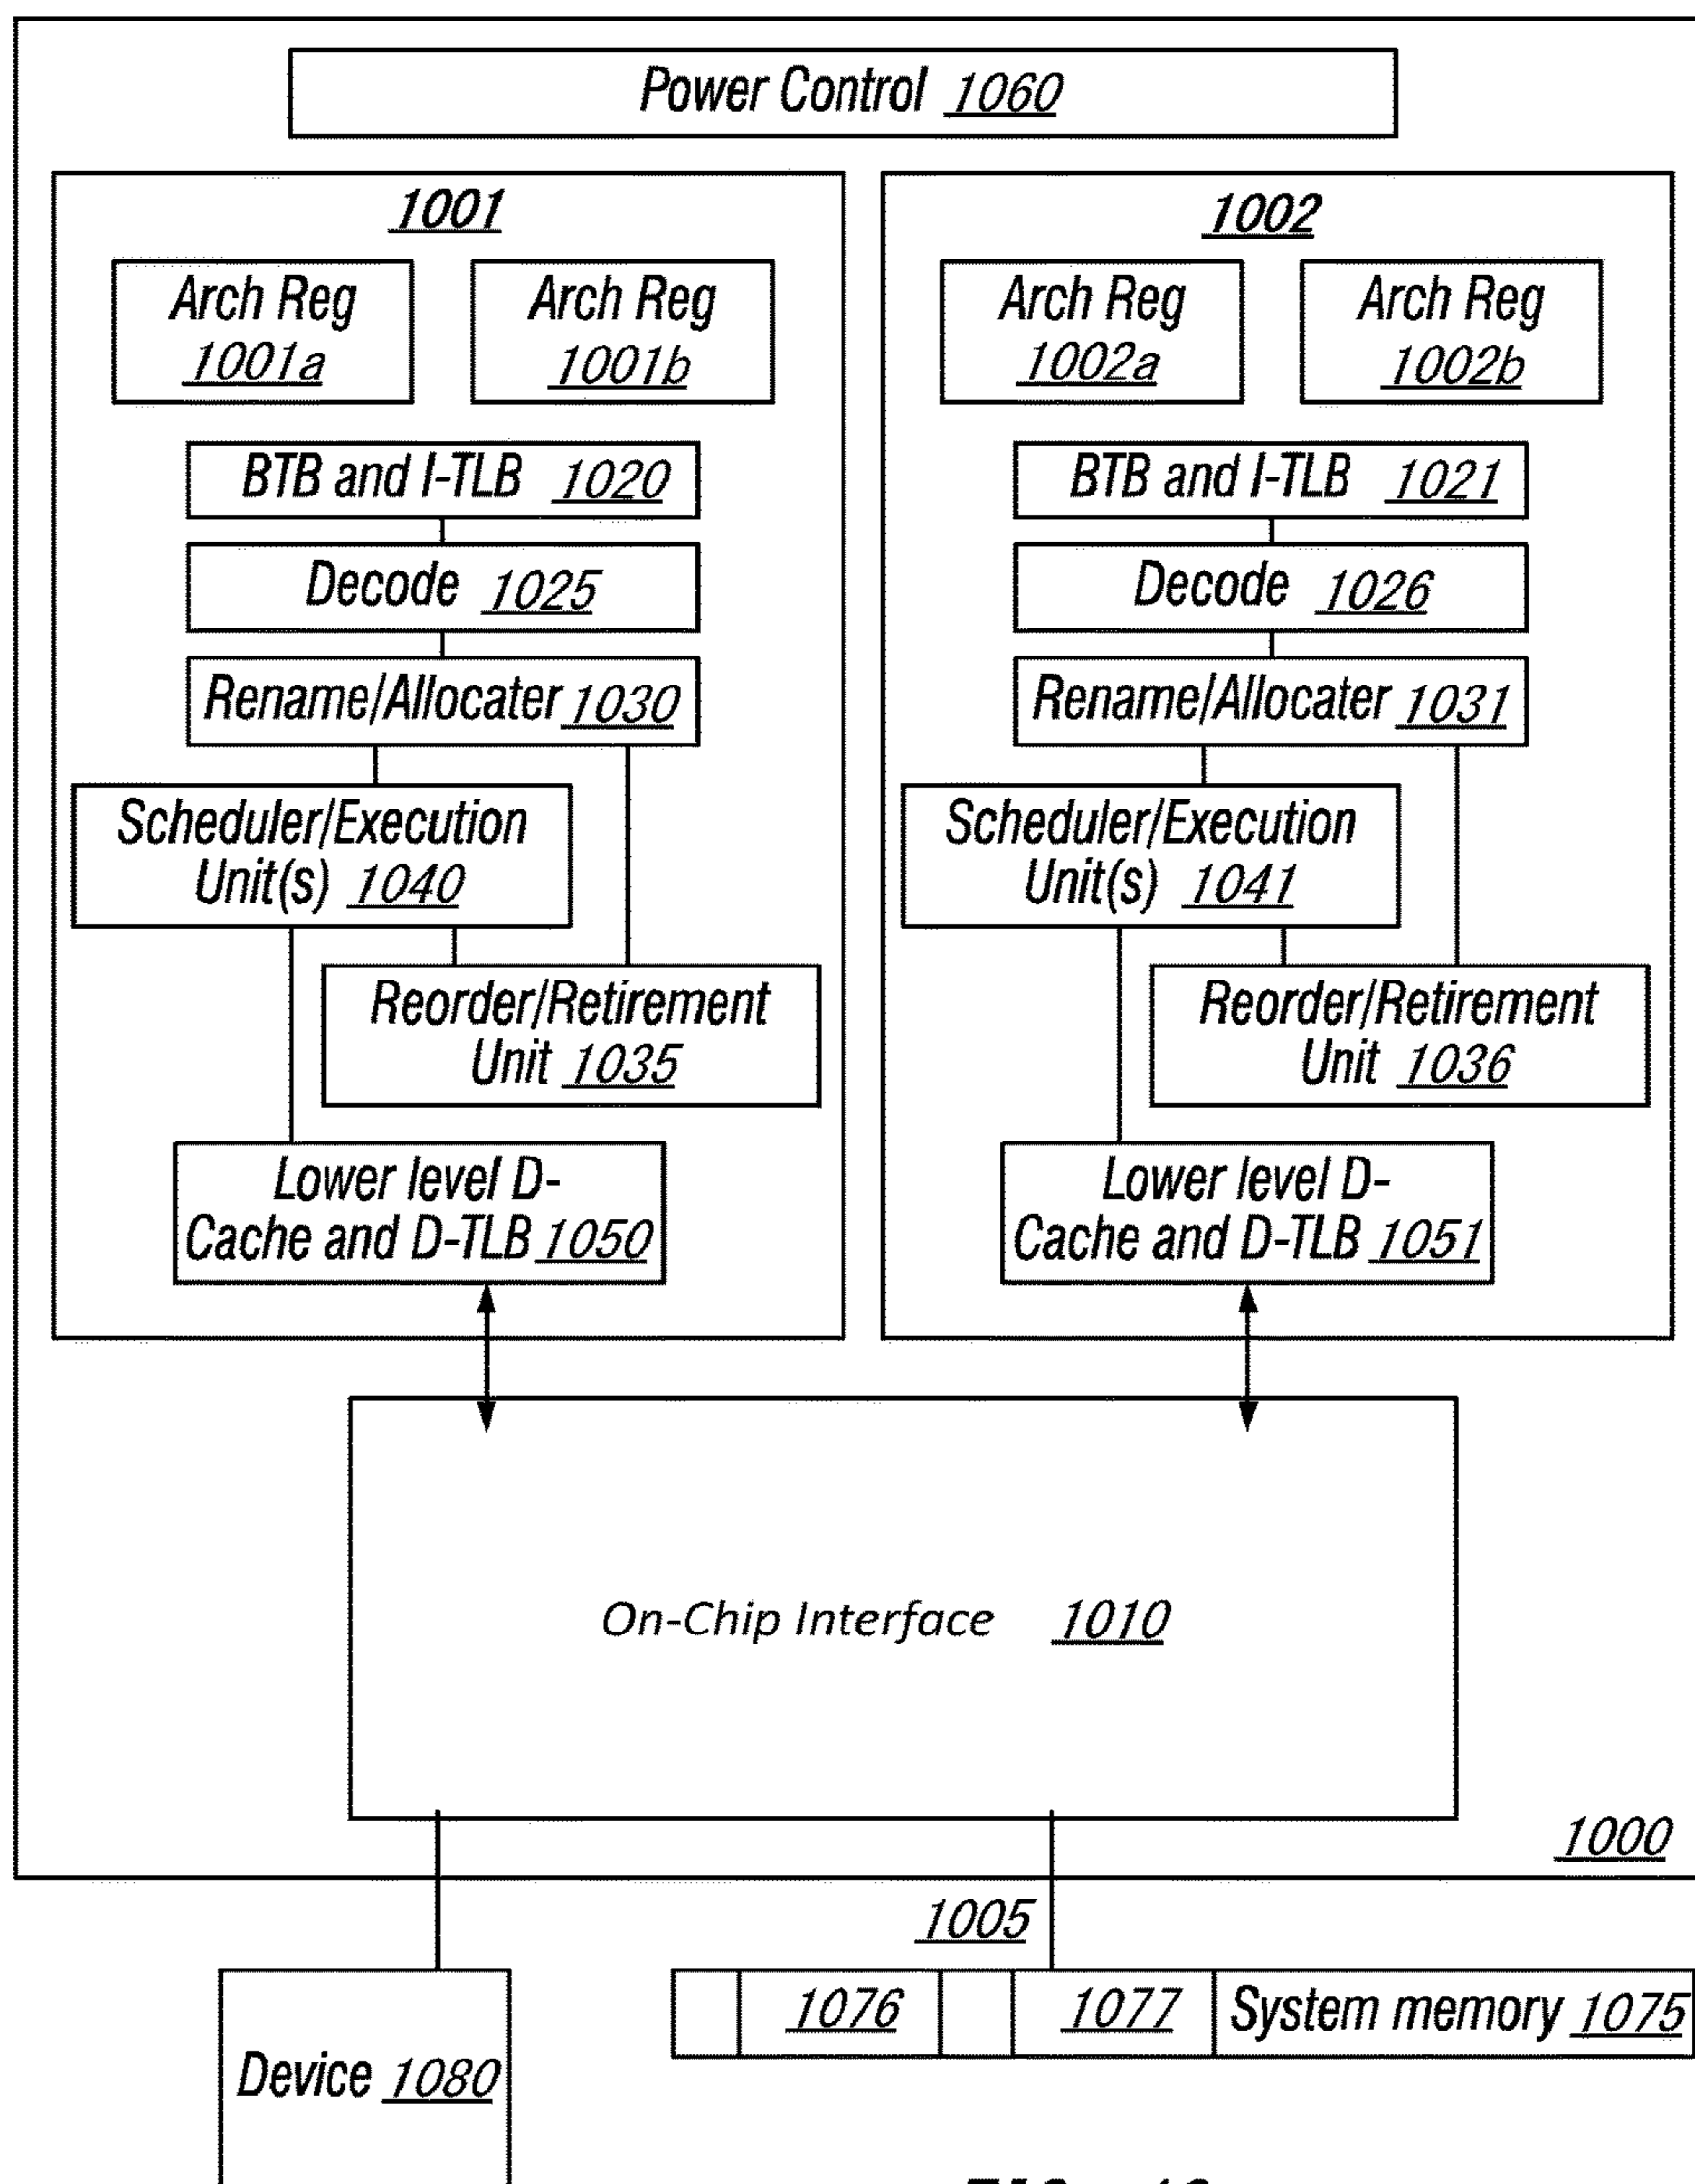 Power Control 1060
1001
Arch Reg
1001a
Arch Reg
1001b
BTB and I-TLB 1020
Decode 1025
Rename/Allocater 1030
Scheduler/Execution
Unit(s) 1040
Reorder/Retirement
Unit 1035
Lower level D-
Cache and D-TLB 1050
1002
Arch Reg
1002a
Arch Reg
1002b
BTB and I-TLB 1021
Decode 1026
Rename/Allocater 1031
Scheduler/Execution
Unit(s) 1041
Reorder/Retirement
Unit 1036
Lower level D-
Cache and D-TLB 1051
On-Chip Interface 1010
1000
1005
1076
1077
System memory 1075
Device 1080